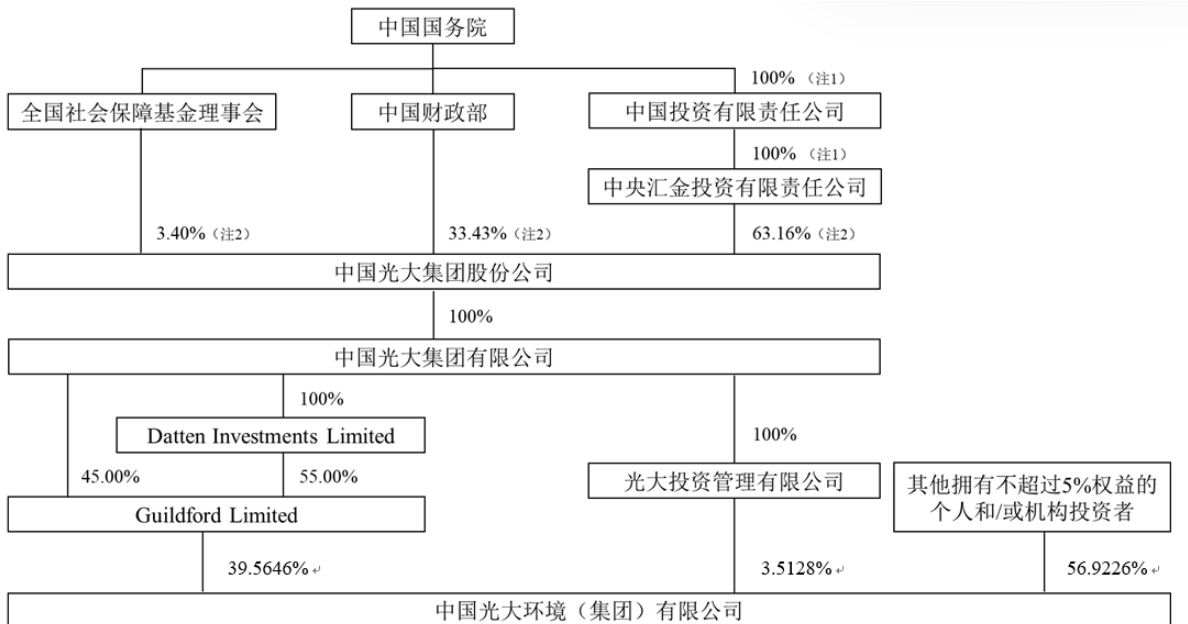 中国国务院
100%（注1）
全国社会保障基金理事会
中国财政部
中国投资有限责任公司
100%（注1）
中央汇金投资有限责任公司
3.40%（注2）
33.43%（注2）
63.16%（注2）
中国光大集团股份公司
100%
中国光大集团有限公司
100%
Datten Investments Limited
100%
45.00%
55.00%
光大投资管理有限公司
其他拥有不超过5%权益的
个人和/或机构投资者
Guildford Limited
39.5646%
3.5128%
56.9226%
中国光大环境（集团）有限公司